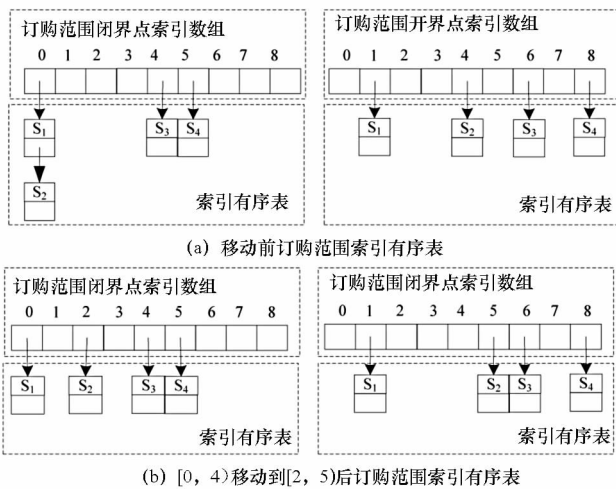 订购范围闭界点索引数组
0 1 2 3 4 5 6 7 8
S1 S3 S4
S2
索引有序表
订购范围开界点索引数组
0 1 2 3 4 5 6 7 8
S1 S2 S3 S4
索引有序表
(a) 移动前订购范围索引有序表
订购范围闭界点索引数组
0 1 2 3 4 5 6 7 8
S1 S2 S3 S4
索引有序表
订购范围闭界点索引数组
0 1 2 3 4 5 6 7 8
S1 S2 S3 S4
索引有序表
(b) [0, 4)移动到[2, 5)后订购范围索引有序表